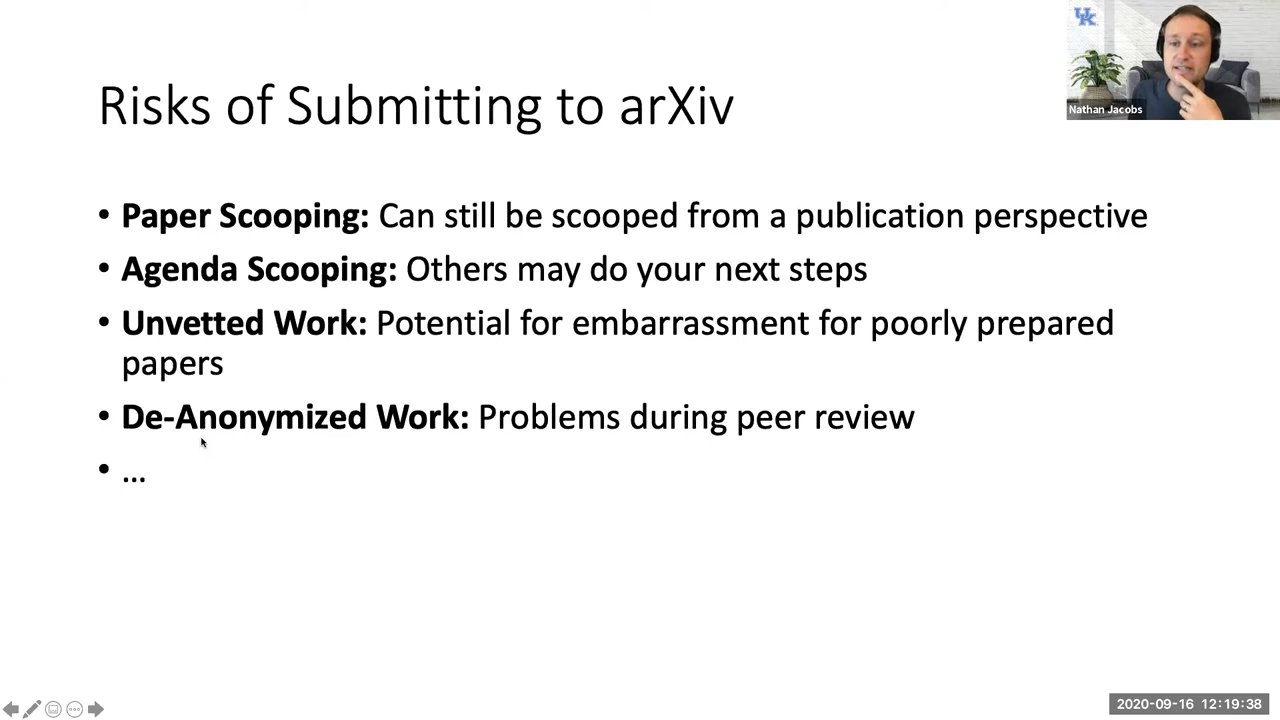 UK
Nathan Jacobs
Risks of Submitting to arXiv
• Paper Scooping: Can still be scooped from a publication perspective
• Agenda Scooping: Others may do your next steps
• Unvetted Work: Potential for embarrassment for poorly prepared
papers
• De-Anonymized Work: Problems during peer review
• ...
2020-09-16 12:19:38